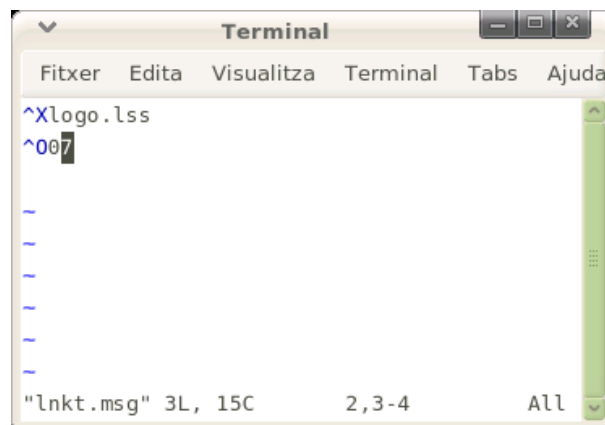 Terminal
Fitxer Edita Visualitza Terminal Tabs Ajuda
^Xlogo.lss
^O07
~
~
~
~
~
~
"lnkt.msg" 3L, 15C 2,3-4 All